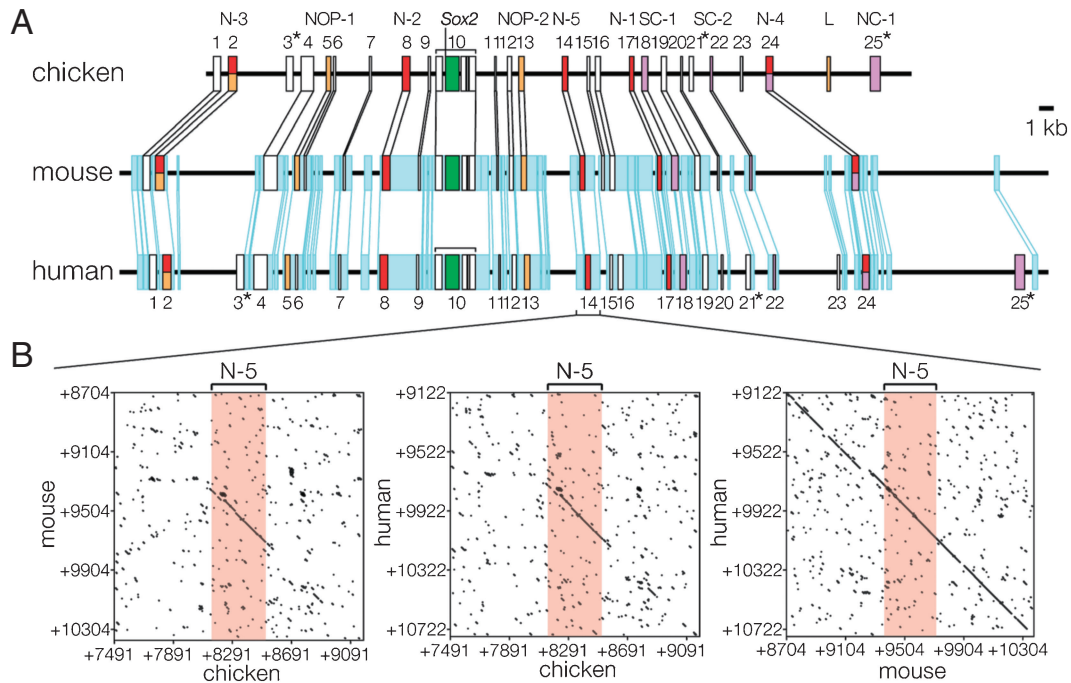 A
N-3 NOP-1 N-2 Sox2 NOP-2 N-5 N-1 SC-1 SC-2 N-4 L NC-1
1 2 3* 4 5 6 7 8 9 10 11 12 13 14 15 16 17 18 19 20 21* 22 23 24 25*
chicken
1 kb
mouse
human
1 2 3* 4 5 6 7 8 9 10 11 12 13 14 15 16 17 18 19 20 21* 22 23 24 25*
B
N-5 N-5 N-5
+8704 +9122 +9122
+9104 +9522 +9522
mouse human human
+9504 +9922 +9922
+9904 +10322 +10322
+10304 +10722 +10722
+7491 +7891 +8291 +8691 +9091 +7491 +7891 +8291 +8691 +9091 +8704 +9104 +9504 +9904 +10304
chicken chicken mouse